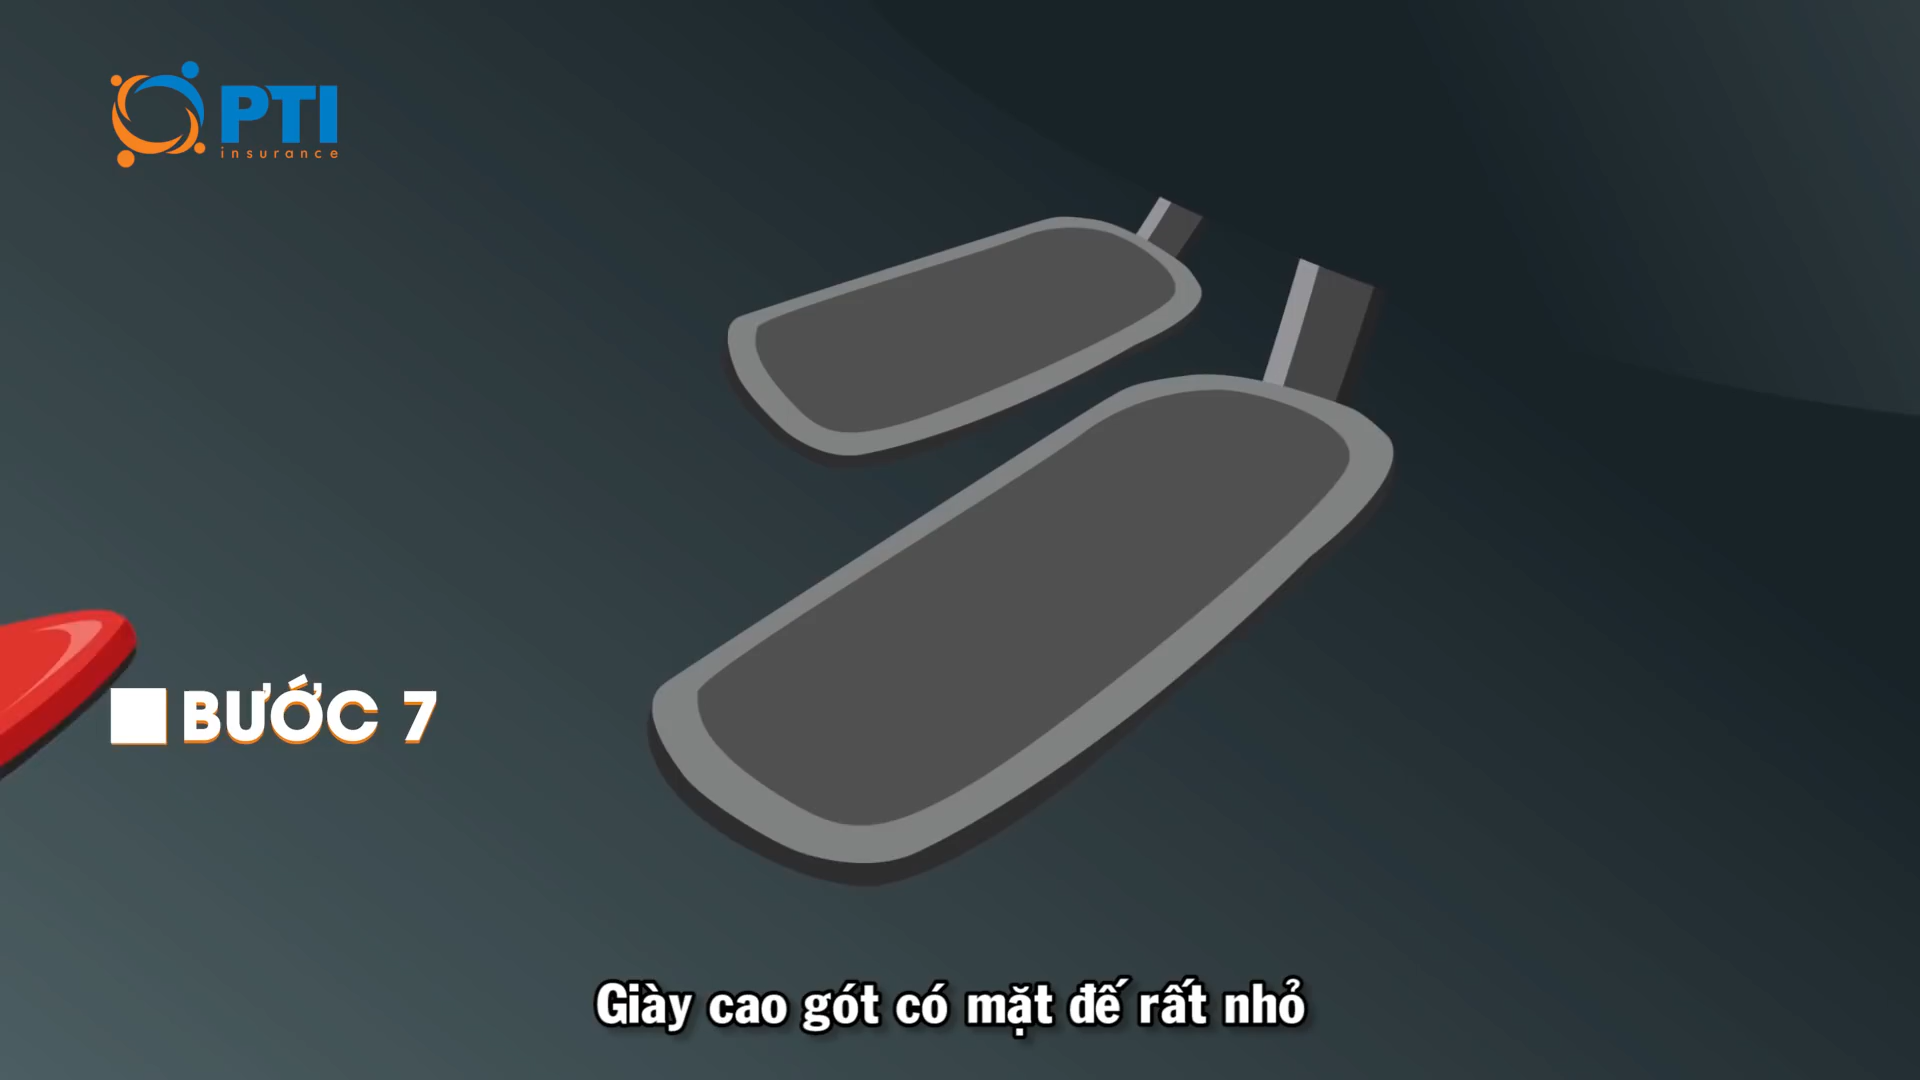 PTI
insurance
BƯỚC 7
Giày cao gót có mặt đế rất nhỏ